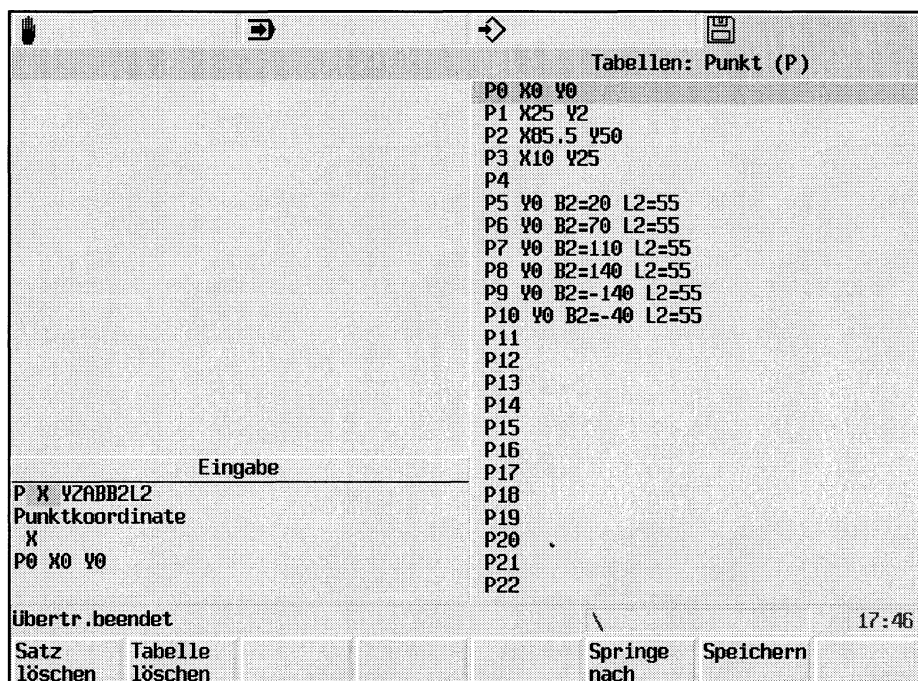 Tabellen: Punkt (P)
P0 X0 Y0
P1 X25 Y2
P2 X85.5 Y50
P3 X10 Y25
P4
P5 Y0 B2=20 L2=55
P6 Y0 B2=70 L2=55
P7 Y0 B2=110 L2=55
P8 Y0 B2=140 L2=55
P9 Y0 B2=-140 L2=55
P10 Y0 B2=-40 L2=55
P11
P12
P13
P14
P15
P16
P17
P18
P19
P20
P21
P22
Eingabe
P X YZABB2L2
Punktkoordinate
X
P0 X0 Y0
Übertr.beendet \ 17:46
Satz löschen
Tabelle löschen
Springe nach
Speichern